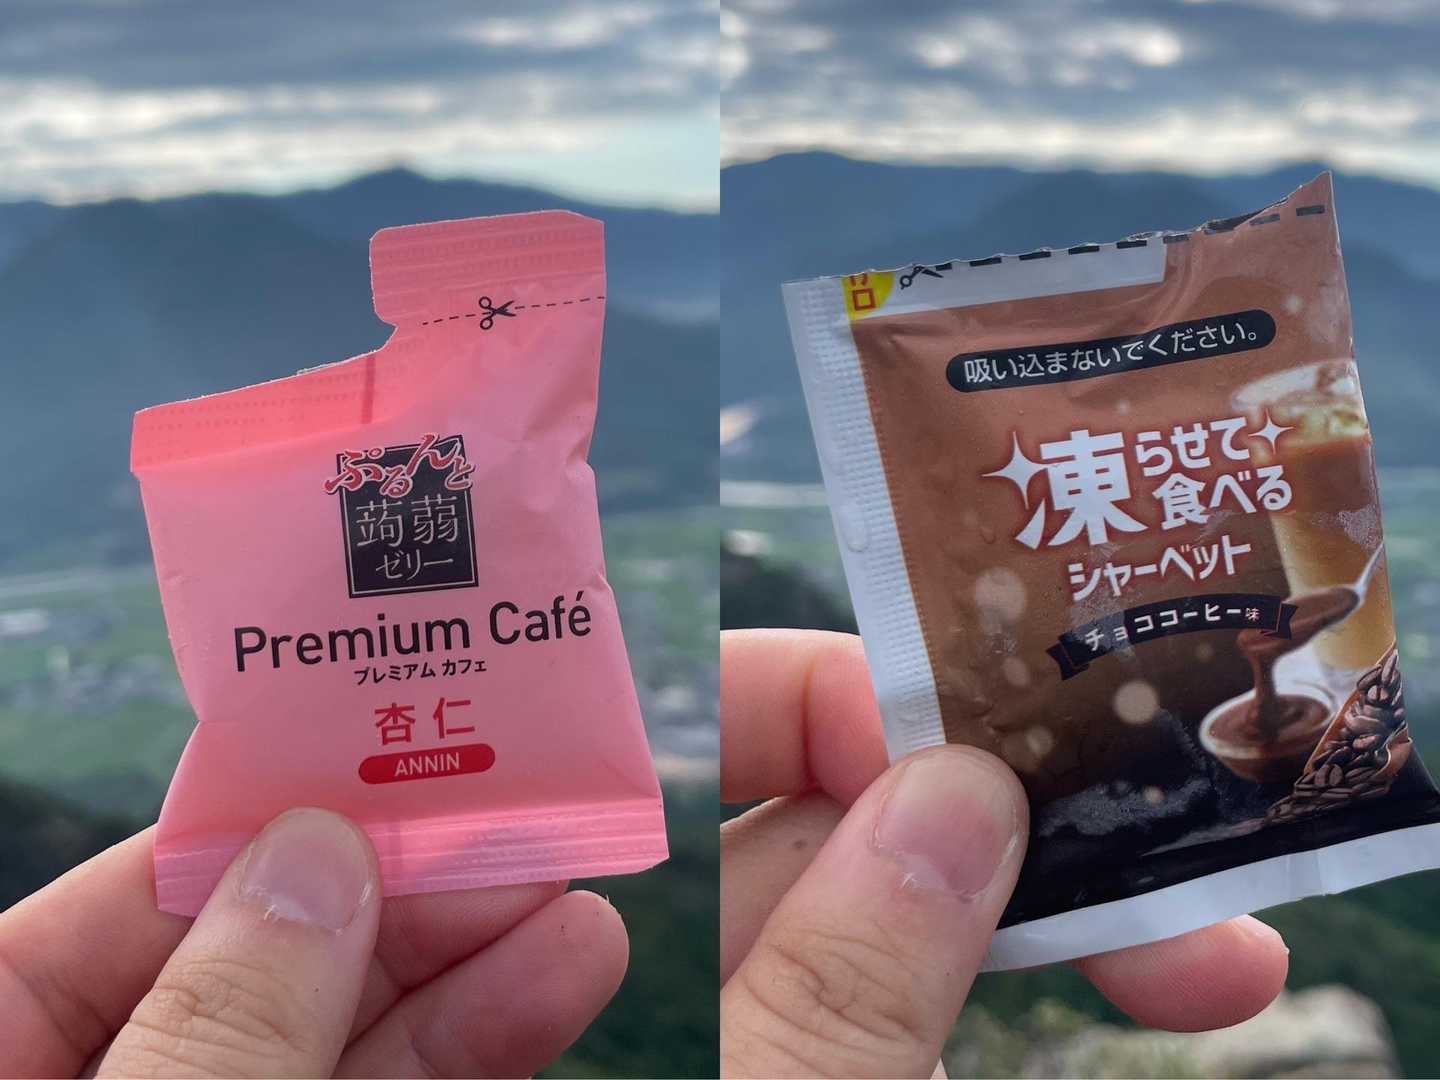 ぷるんと
蒟蒻
ゼリー
Premium Café
プレミアム カフェ
杏仁
ANNIN
吸い込まないでください。
凍らせて
食べる
シャーベット
チョココーヒー味